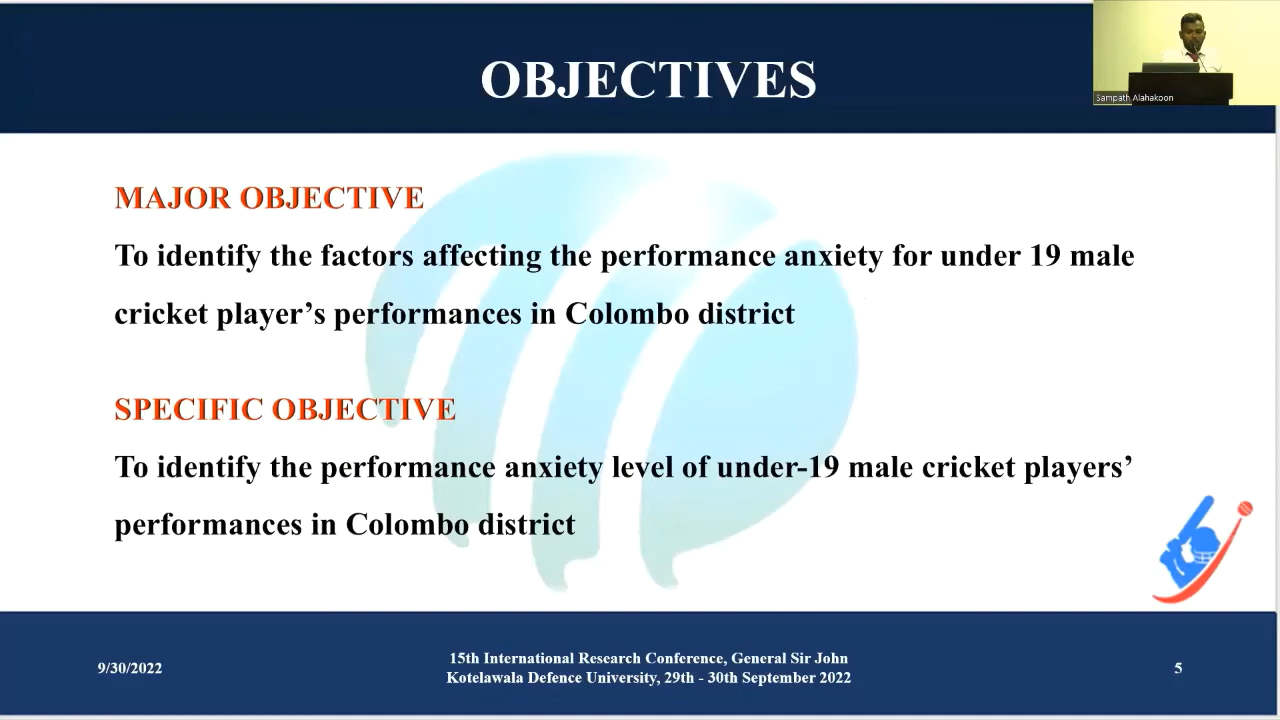 OBJECTIVES
Sampath Alahakoon
MAJOR OBJECTIVE
To identify the factors affecting the performance anxiety for under 19 male
cricket player’s performances in Colombo district
SPECIFIC OBJECTIVE
To identify the performance anxiety level of under-19 male cricket players’
performances in Colombo district
9/30/2022
15th International Research Conference, General Sir John
Kotelawala Defence University, 29th - 30th September 2022
5